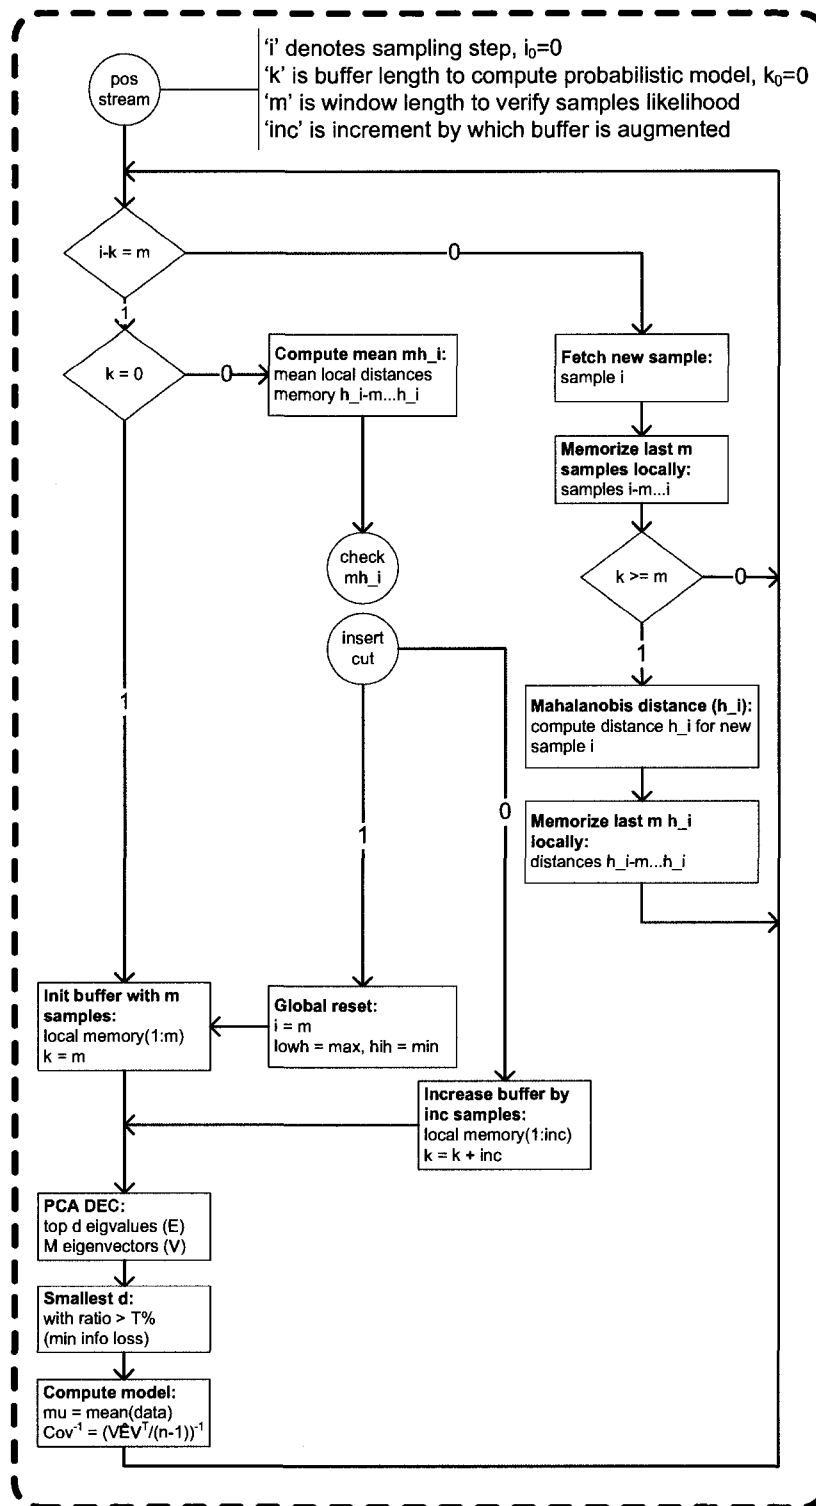 pos
stream
'i' denotes sampling step, i₀=0
'k' is buffer length to compute probabilistic model, k₀=0
'm' is window length to verify samples likelihood
'inc' is increment by which buffer is augmented
i-k = m
0
1
k = 0
0
Compute mean mh_i:
mean local distances
memory h_i-m...h_i
Fetch new sample:
sample i
Memorize last m
samples locally:
samples i-m...i
check
mh_i
k >= m
0
insert
cut
1
1
Mahalanobis distance (h_i):
compute distance h_i for new
sample i
0
1
Memorize last m h_i
locally:
distances h_i-m...h_i
Init buffer with m
samples:
local memory(1:m)
k = m
Global reset:
i = m
lowh = max, hih = min
Increase buffer by
inc samples:
local memory(1:inc)
k = k + inc
PCA DEC:
top d eigvalues (E)
M eigenvectors (V)
Smallest d:
with ratio > T%
(min info loss)
Compute model:
mu = mean(data)
Cov⁻¹ = (VÊVᵀ/(n-1))⁻¹